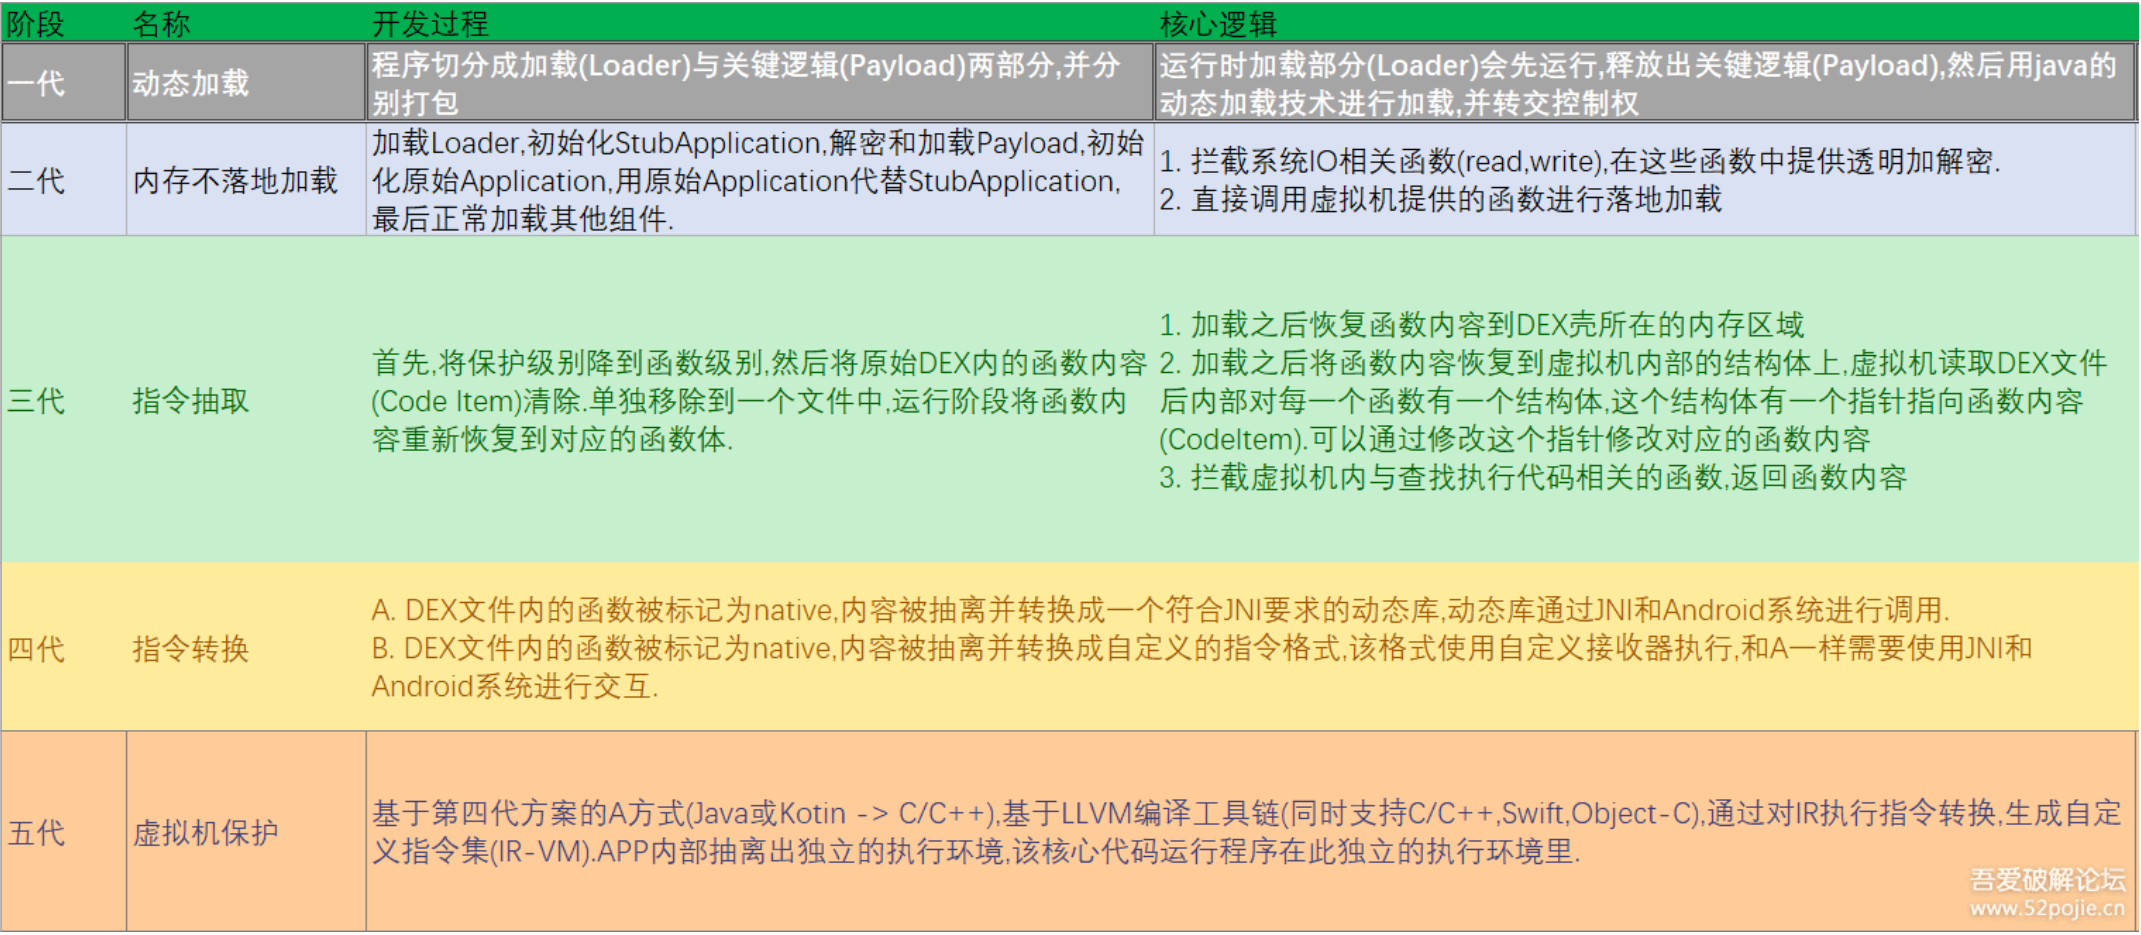 阶段 名称 开发过程 核心逻辑
一代 动态加载
程序切分成加载(Loader)与关键逻辑(Payload)两部分,并分
别打包
运行时加载部分(Loader)会先运行,释放出关键逻辑(Payload),然后用java的
动态加载技术进行加载,并转交控制权
二代 内存不落地加载
加载Loader,初始化StubApplication,解密和加载Payload,初始
化原始Application,用原始Application代替StubApplication,
最后正常加载其他组件.
1. 拦截系统IO相关函数(read,write),在这些函数中提供透明加解密.
2. 直接调用虚拟机提供的函数进行落地加载
三代 指令抽取
首先,将保护级别降到函数级别,然后将原始DEX内的函数内容
(Code Item)清除.单独移除到一个文件中,运行阶段将函数内
容重新恢复到对应的函数体.
1. 加载之后恢复函数内容到DEX壳所在的内存区域
2. 加载之后将函数内容恢复到虚拟机内部的结构体上,虚拟机读取DEX文件
后内部对每一个函数有一个结构体,这个结构体有一个指针指向函数内容
(CodeItem).可以通过修改这个指针修改对应的函数内容
3. 拦截虚拟机内与查找执行代码相关的函数,返回函数内容
四代 指令转换
A. DEX文件内的函数被标记为native,内容被抽离并转换成一个符合JNI要求的动态库,动态库通过JNI和Android系统进行调用.
B. DEX文件内的函数被标记为native,内容被抽离并转换成自定义的指令格式,该格式使用自定义接收器执行,和A一样需要使用JNI和
Android系统进行交互.
五代 虚拟机保护
基于第四代方案的A方式(Java或Kotin -> C/C++),基于LLVM编译工具链(同时支持C/C++,Swift,Object-C),通过对IR执行指令转换,生成自定
义指令集(IR-VM).APP内部抽离出独立的执行环境,该核心代码运行程序在此独立的执行环境里.
吾爱破解论坛
www.52pojie.cn